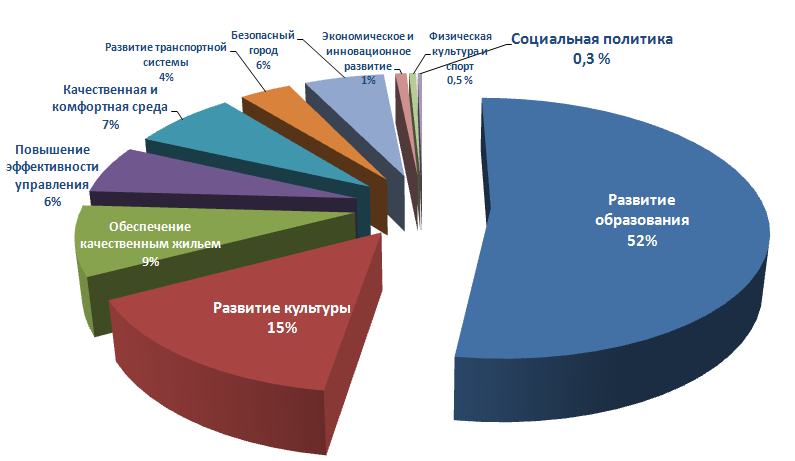 Развитие образования
52%
Развитие культуры
15%
Обеспечение
качественным жильем
9%
Повышение
эффективности
управления
6%
Качественная и
комфортная среда
7%
Развитие транспортной
системы
4%
Безопасный
город
6%
Экономическое и
инновационное
развитие
1%
Физическая
культура и
спорт
0,5 %
Социальная политика
0,3 %